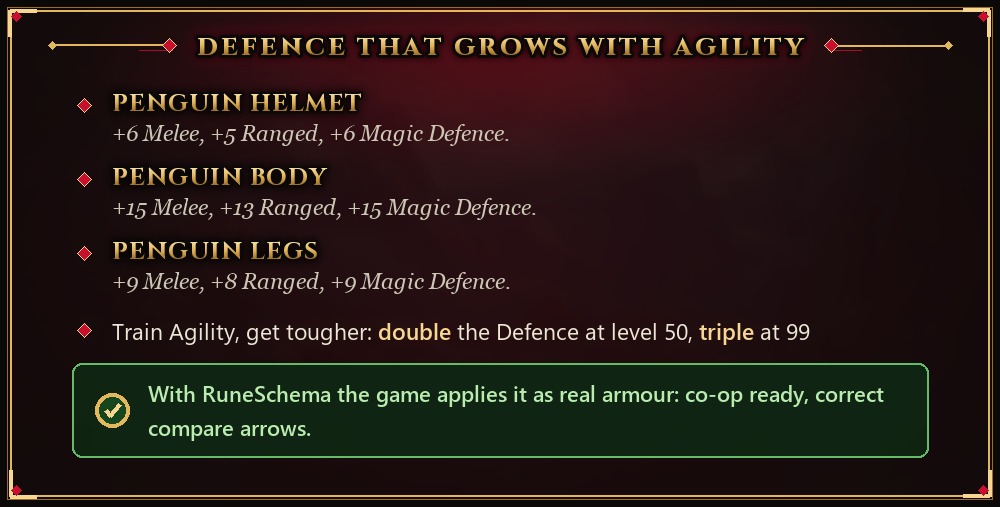 DEFENCE THAT GROWS WITH AGILITY
PENGUIN HELMET
+6 Melee, +5 Ranged, +6 Magic Defence.
PENGUIN BODY
+15 Melee, +13 Ranged, +15 Magic Defence.
PENGUIN LEGS
+9 Melee, +8 Ranged, +9 Magic Defence.
Train Agility, get tougher: double the Defence at level 50, triple at 99
With RuneSchema the game applies it as real armour: co-op ready, correct
compare arrows.